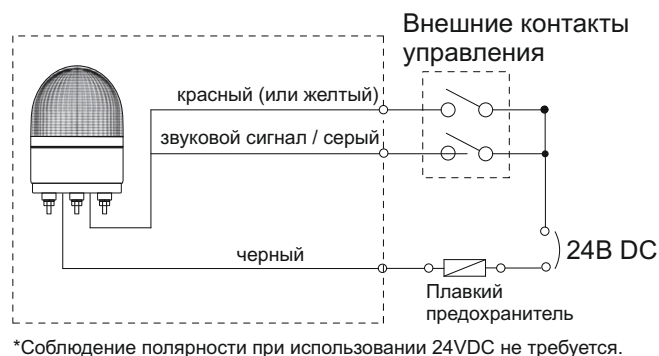 Внешние контакты
управления
красный (или желтый)
звуковой сигнал / серый
черный
24В DC
Плавкий
предохранитель
*Соблюдение полярности при использовании 24VDC не требуется.